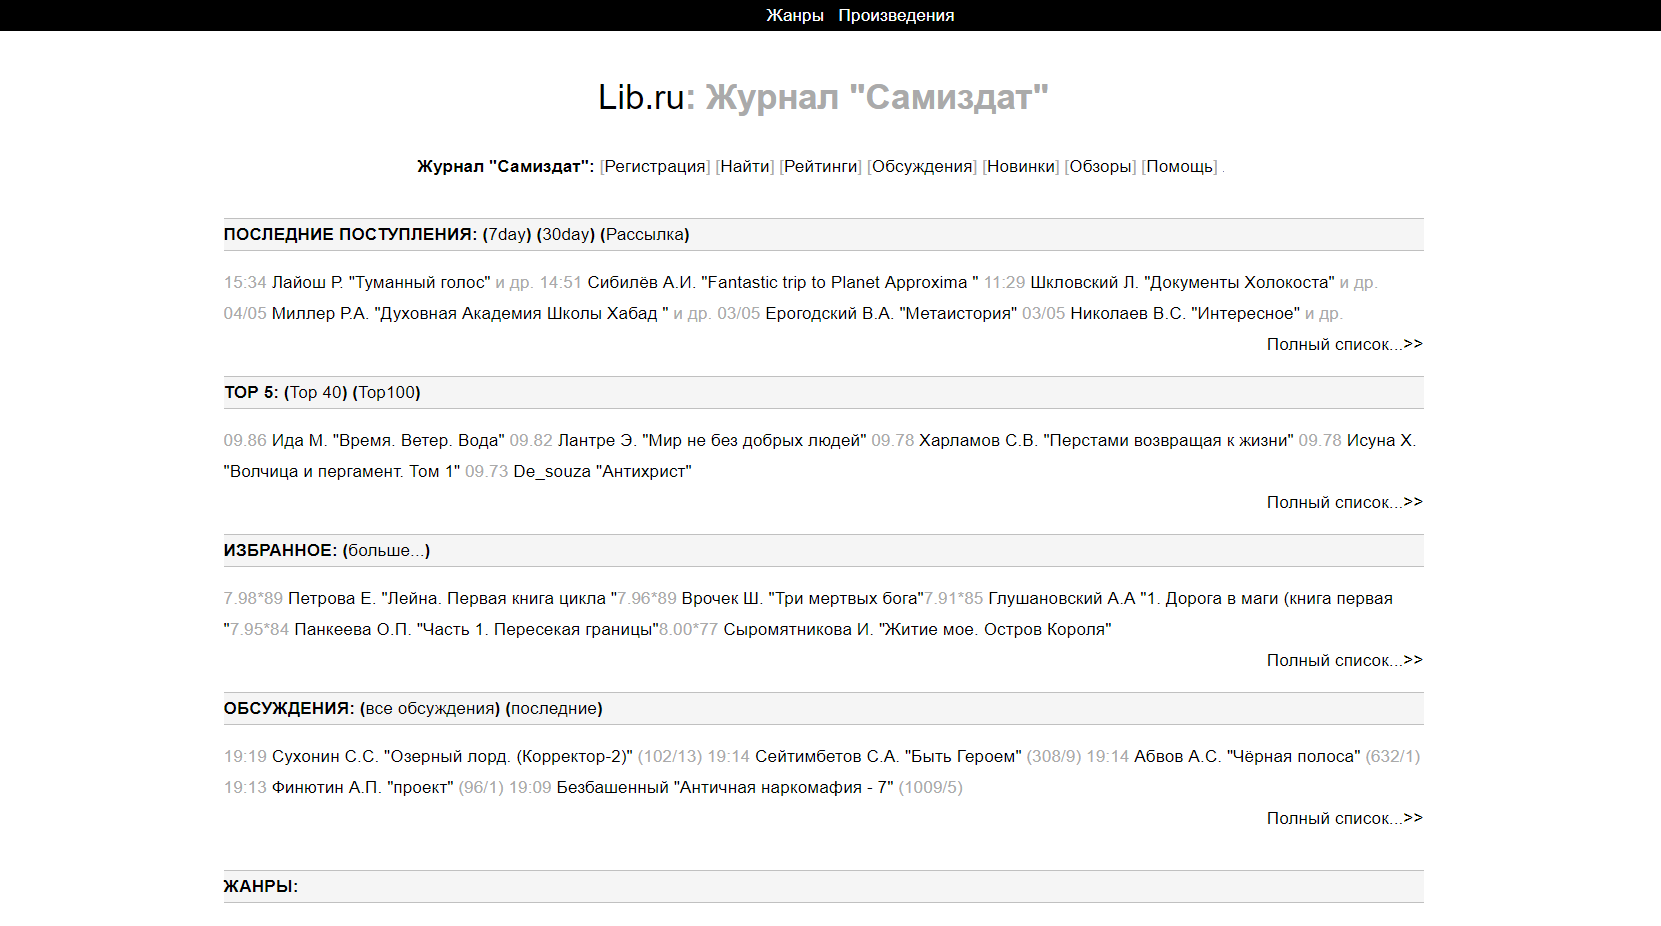 Жанры Произведения
Lib.ru: Журнал "Самиздат"
Журнал "Самиздат": [Регистрация] [Найти] [Рейтинги] [Обсуждения] [Новинки] [Обзоры] [Помощь] .
ПОСЛЕДНИЕ ПОСТУПЛЕНИЯ: (7day) (30day) (Рассылка)
15:34 Лайош Р. "Туманный голос" и др. 14:51 Сибилёв А.И. "Fantastic trip to Planet Approxima " 11:29 Шкловский Л. "Документы Холокоста" и др.
04/05 Миллер Р.А. "Духовная Академия Школы Хабад " и др. 03/05 Ерогодский В.А. "Метаистория" 03/05 Николаев В.С. "Интересное" и др.
Полный список...>>
TOP 5: (Top 40) (Top100)
09.86 Ида М. "Время. Ветер. Вода" 09.82 Лантре Э. "Мир не без добрых людей" 09.78 Харламов С.В. "Перстами возвращая к жизни" 09.78 Исуна Х.
"Волчица и пергамент. Том 1" 09.73 De_souza "Антихрист"
Полный список...>>
ИЗБРАННОЕ: (больше...)
7.98*89 Петрова Е. "Лейна. Первая книга цикла "7.96*89 Врочек Ш. "Три мертвых бога"7.91*85 Глушановский А.А "1. Дорога в маги (книга первая
"7.95*84 Панкеева О.П. "Часть 1. Пересекая границы"8.00*77 Сыромятникова И. "Житие мое. Остров Короля"
Полный список...>>
ОБСУЖДЕНИЯ: (все обсуждения) (последние)
19:19 Сухонин С.С. "Озерный лорд. (Корректор-2)" (102/13) 19:14 Сейтимбетов С.А. "Быть Героем" (308/9) 19:14 Абвов А.С. "Чёрная полоса" (632/1)
19:13 Финютин А.П. "проект" (96/1) 19:09 Безбашенный "Античная наркомафия - 7" (1009/5)
Полный список...>>
ЖАНРЫ: